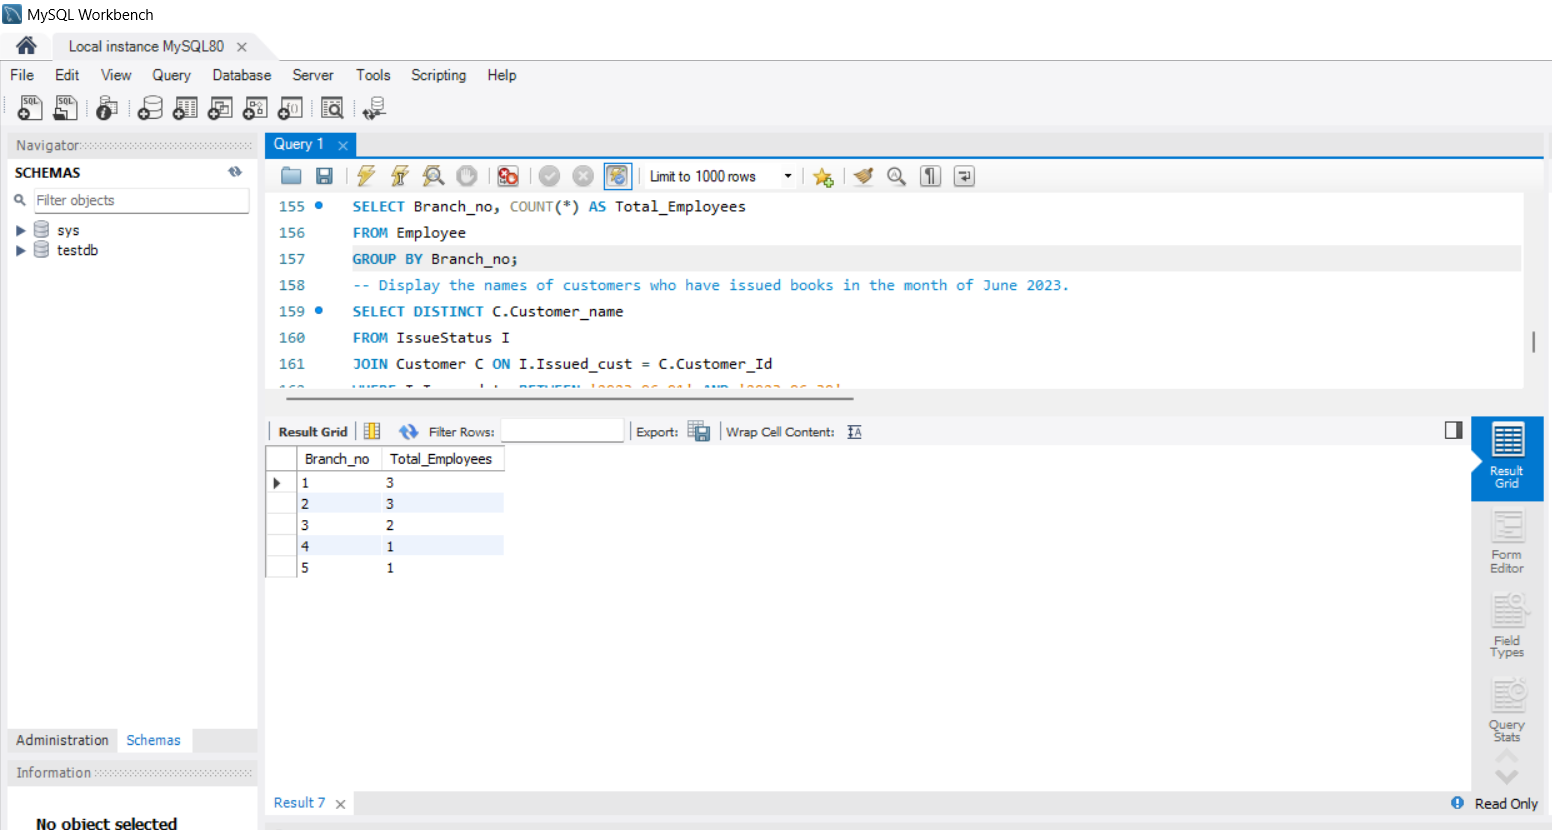 MySQL Workbench
Local instance MySQL80
File Edit View Query Database Server Tools Scripting Help
Navigator
SCHEMAS
Filter objects
sys
testdb
Administration Schemas
Information
No object selected
Query 1
Limit to 1000 rows
155 SELECT Branch_no, COUNT(*) AS Total_Employees
156 FROM Employee
157 GROUP BY Branch_no;
158 -- Display the names of customers who have issued books in the month of June 2023.
159 SELECT DISTINCT C.Customer_name
160 FROM IssueStatus I
161 JOIN Customer C ON I.Issued_cust = C.Customer_Id
Result Grid Filter Rows: Export: Wrap Cell Content:
Branch_no Total_Employees
1 3
2 3
3 2
4 1
5 1
Result
Grid
Form
Editor
Field
Types
Query
Stats
Result 7
Read Only